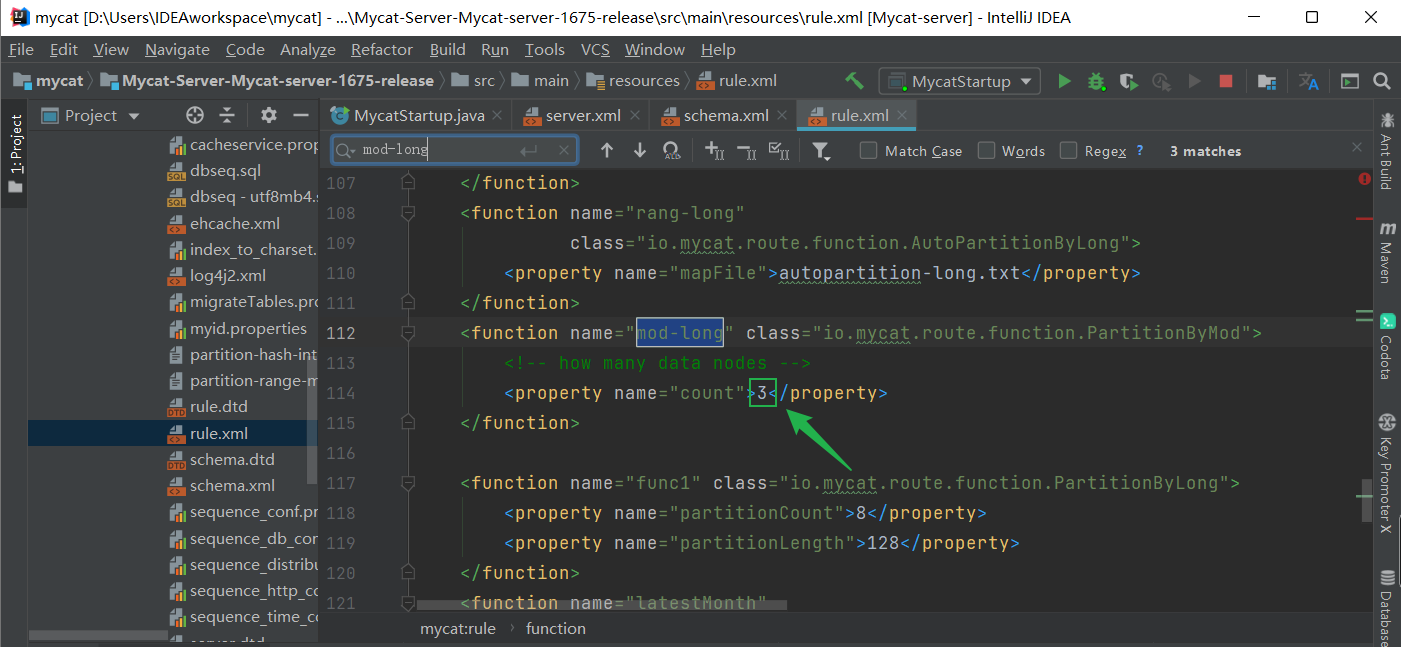 mycat [D:\Users\IDEAworkspace\mycat] - ...\Mycat-Server-Mycat-server-1675-release\src\main\resources\rule.xml [Mycat-server] - IntelliJ IDEA
File Edit View Navigate Code Analyze Refactor Build Run Tools VCS Window Help
mycat Mycat-Server-Mycat-server-1675-release src main resources rule.xml MycatStartup
1: Project
Project
MycatStartup.java server.xml schema.xml rule.xml
mod-long Match Case Words Regex ? 3 matches
cacheservice.prop
dbseq.sql
dbseq - utf8mb4.s
ehcache.xml
index_to_charset.
log4j2.xml
migrateTables.pro
myid.properties
partition-hash-int
partition-range-m
rule.dtd
rule.xml
schema.dtd
schema.xml
sequence_conf.pr
sequence_db_con
sequence_distribu
sequence_http_co
sequence_time_co
server.dtd
107 </function>
108 <function name="rang-long"
109 class="io.mycat.route.function.AutoPartitionByLong">
110 <property name="mapFile">autopartition-long.txt</property>
111 </function>
112 <function name="mod-long" class="io.mycat.route.function.PartitionByMod">
113 <!-- how many data nodes -->
114 <property name="count">3</property>
115 </function>
116
117 <function name="func1" class="io.mycat.route.function.PartitionByLong">
118 <property name="partitionCount">8</property>
119 <property name="partitionLength">128</property>
120 </function>
121 <function name="latestMonth"
mycat:rule function
Ant Build
Maven
Codota
Key Promoter X
Database